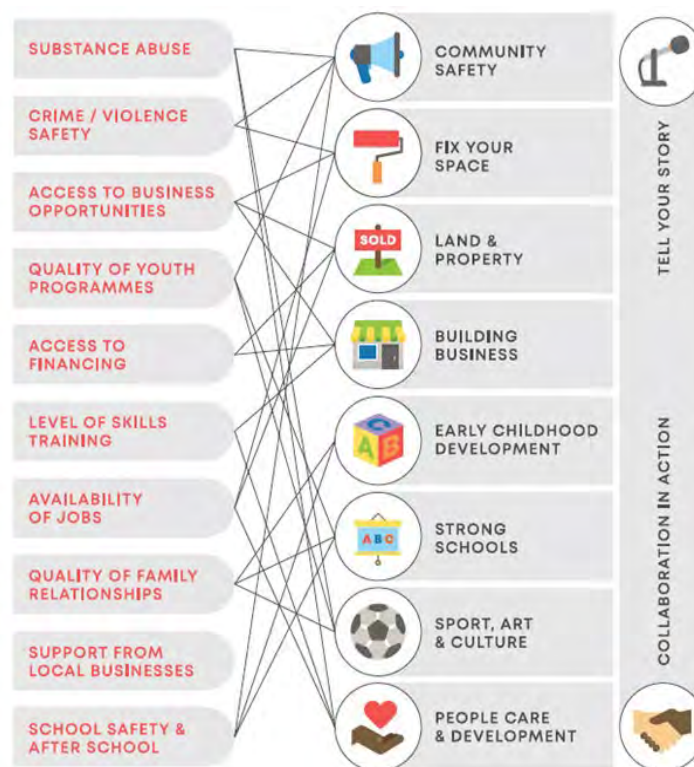 SUBSTANCE ABUSE
CRIME / VIOLENCE
SAFETY
ACCESS TO BUSINESS
OPPORTUNITIES
QUALITY OF YOUTH
PROGRAMMES
ACCESS TO
FINANCING
LEVEL OF SKILLS
TRAINING
AVAILABILITY
OF JOBS
QUALITY OF FAMILY
RELATIONSHIPS
SUPPORT FROM
LOCAL BUSINESSES
SCHOOL SAFETY &
AFTER SCHOOL
COMMUNITY
SAFETY
FIX YOUR
SPACE
SOLD
LAND &
PROPERTY
BUILDING
BUSINESS
C
A B
EARLY CHILDHOOD
DEVELOPMENT
A B C
STRONG
SCHOOLS
SPORT, ART
& CULTURE
PEOPLE CARE
& DEVELOPMENT
TELL YOUR STORY
COLLABORATION IN ACTION